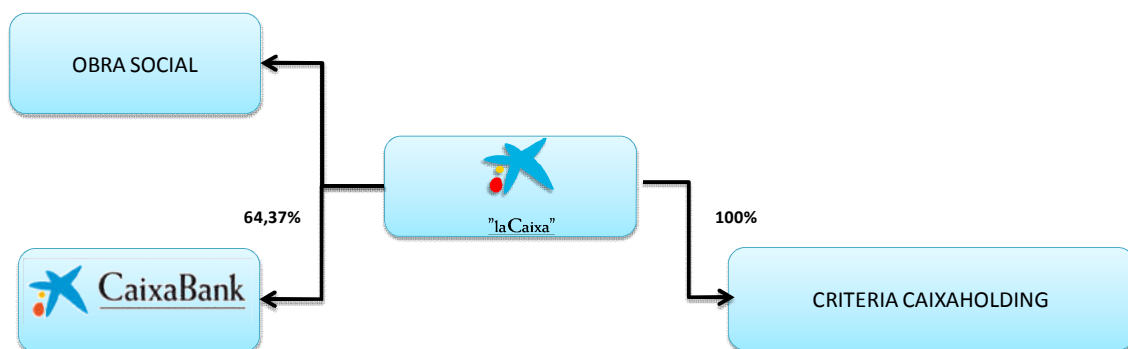 OBRA SOCIAL
"laCaixa"
64,37%
100%
CaixaBank
CRITERIA CAIXAHOLDING